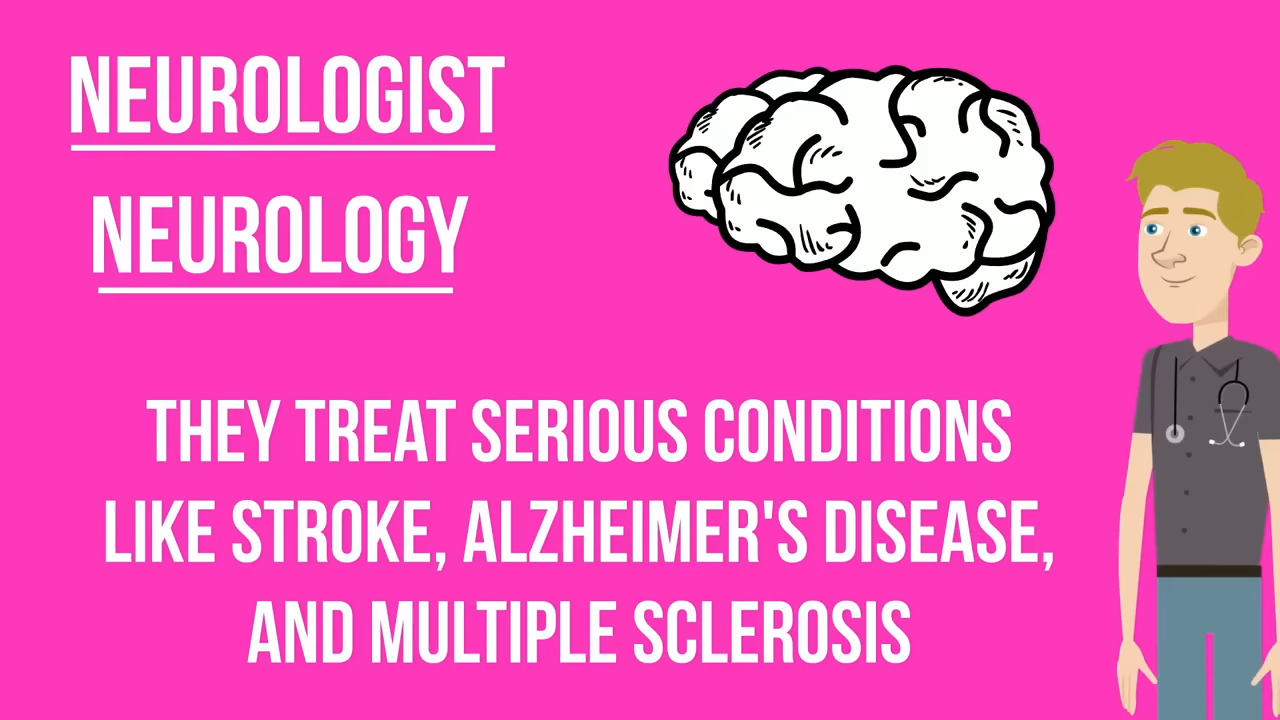 NEUROLOGIST
NEUROLOGY
THEY TREAT SERIOUS CONDITIONS
LIKE STROKE, ALZHEIMER'S DISEASE,
AND MULTIPLE SCLEROSIS